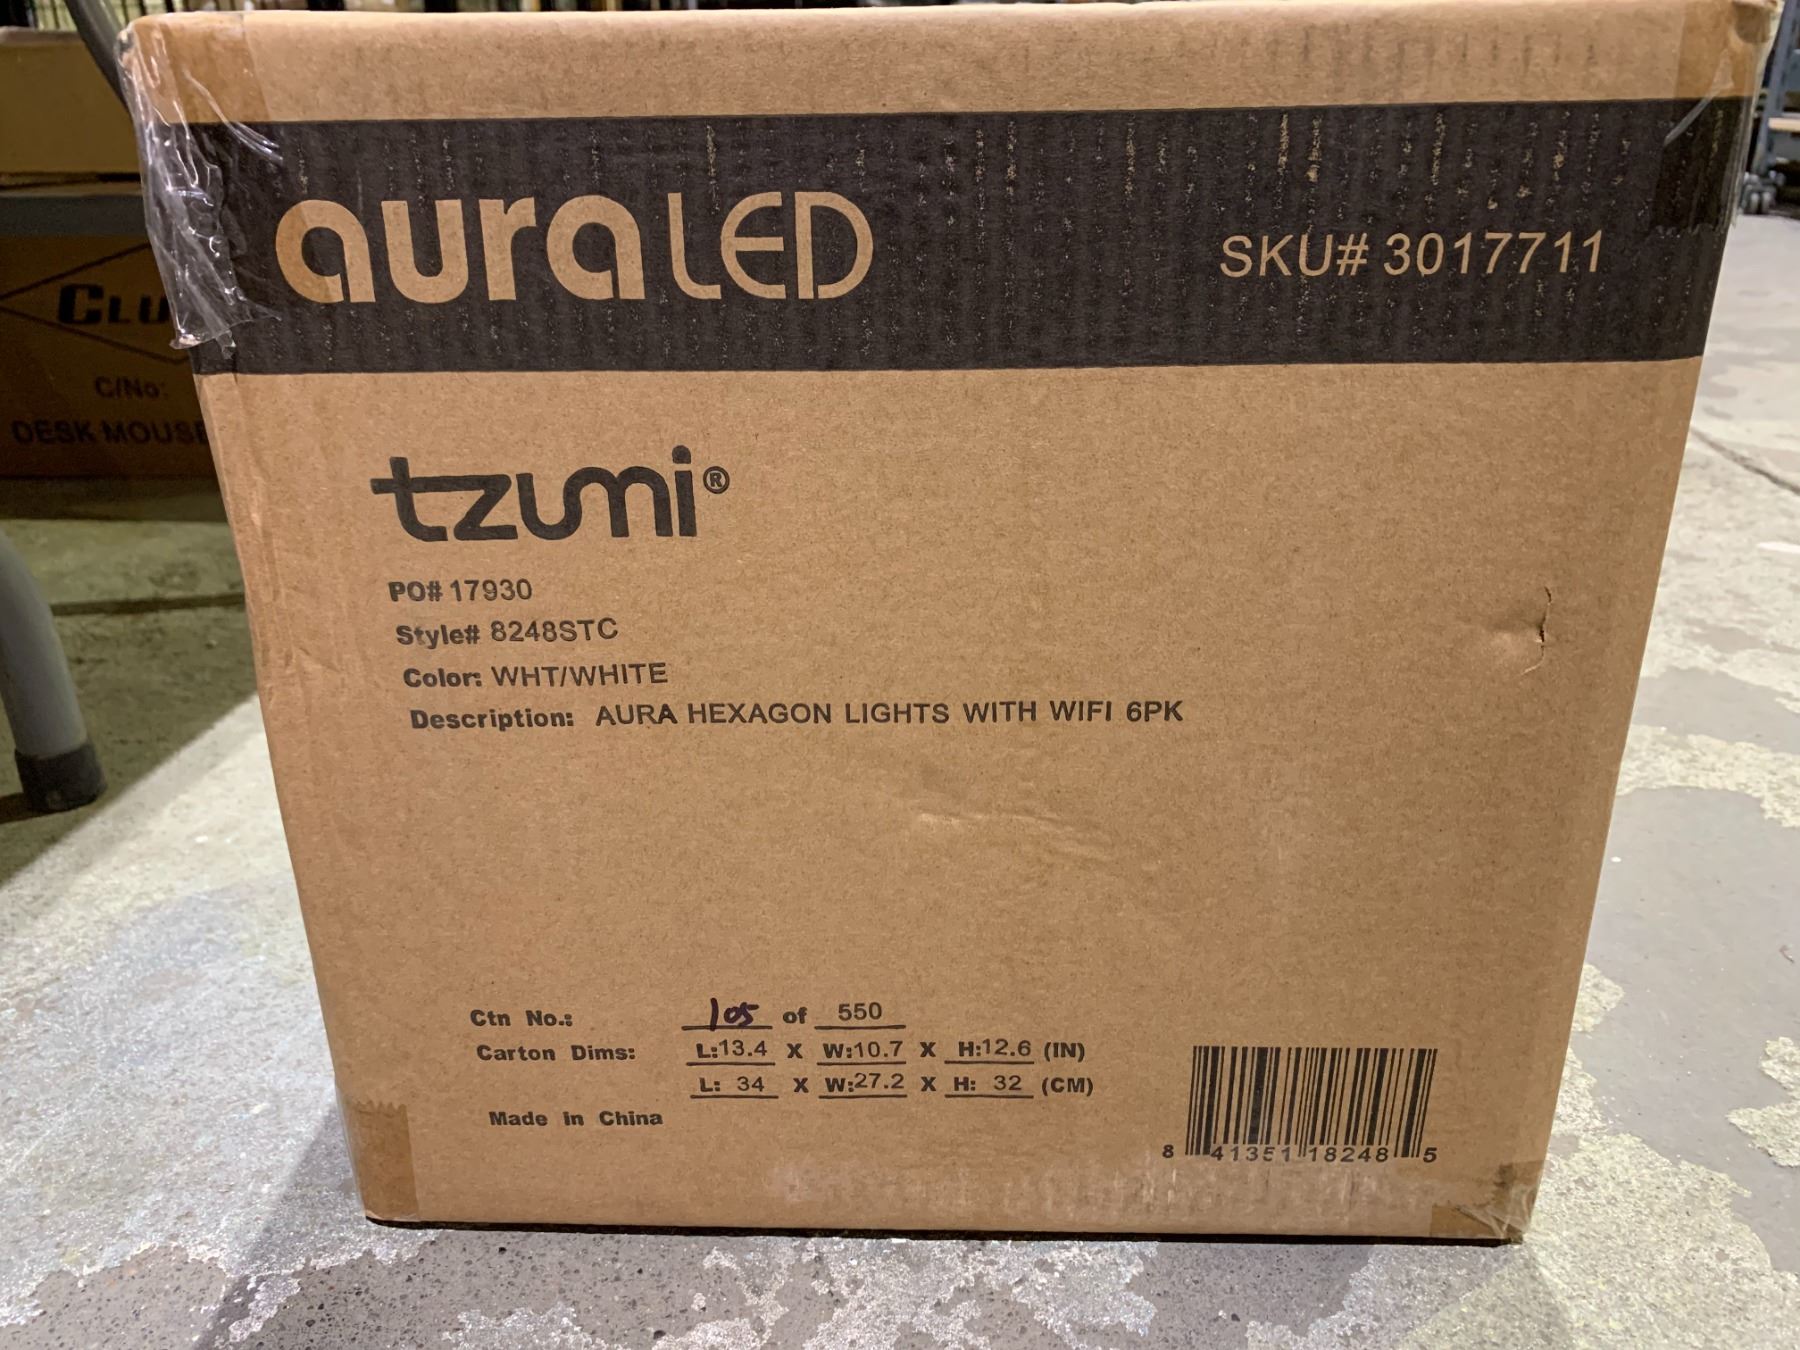 auraLED
SKU# 3017711
tzumi®
PO# 17930
Style# 8248STC
Color: WHT/WHITE
Description: AURA HEXAGON LIGHTS WITH WIFI 6PK
Ctn No.: 105 of 550
Carton Dims: L:13.4 X W:10.7 X H:12.6 (IN)
L: 34 X W:27.2 X H: 32 (CM)
Made in China
8 41351 18248 5
C/No:
DESK